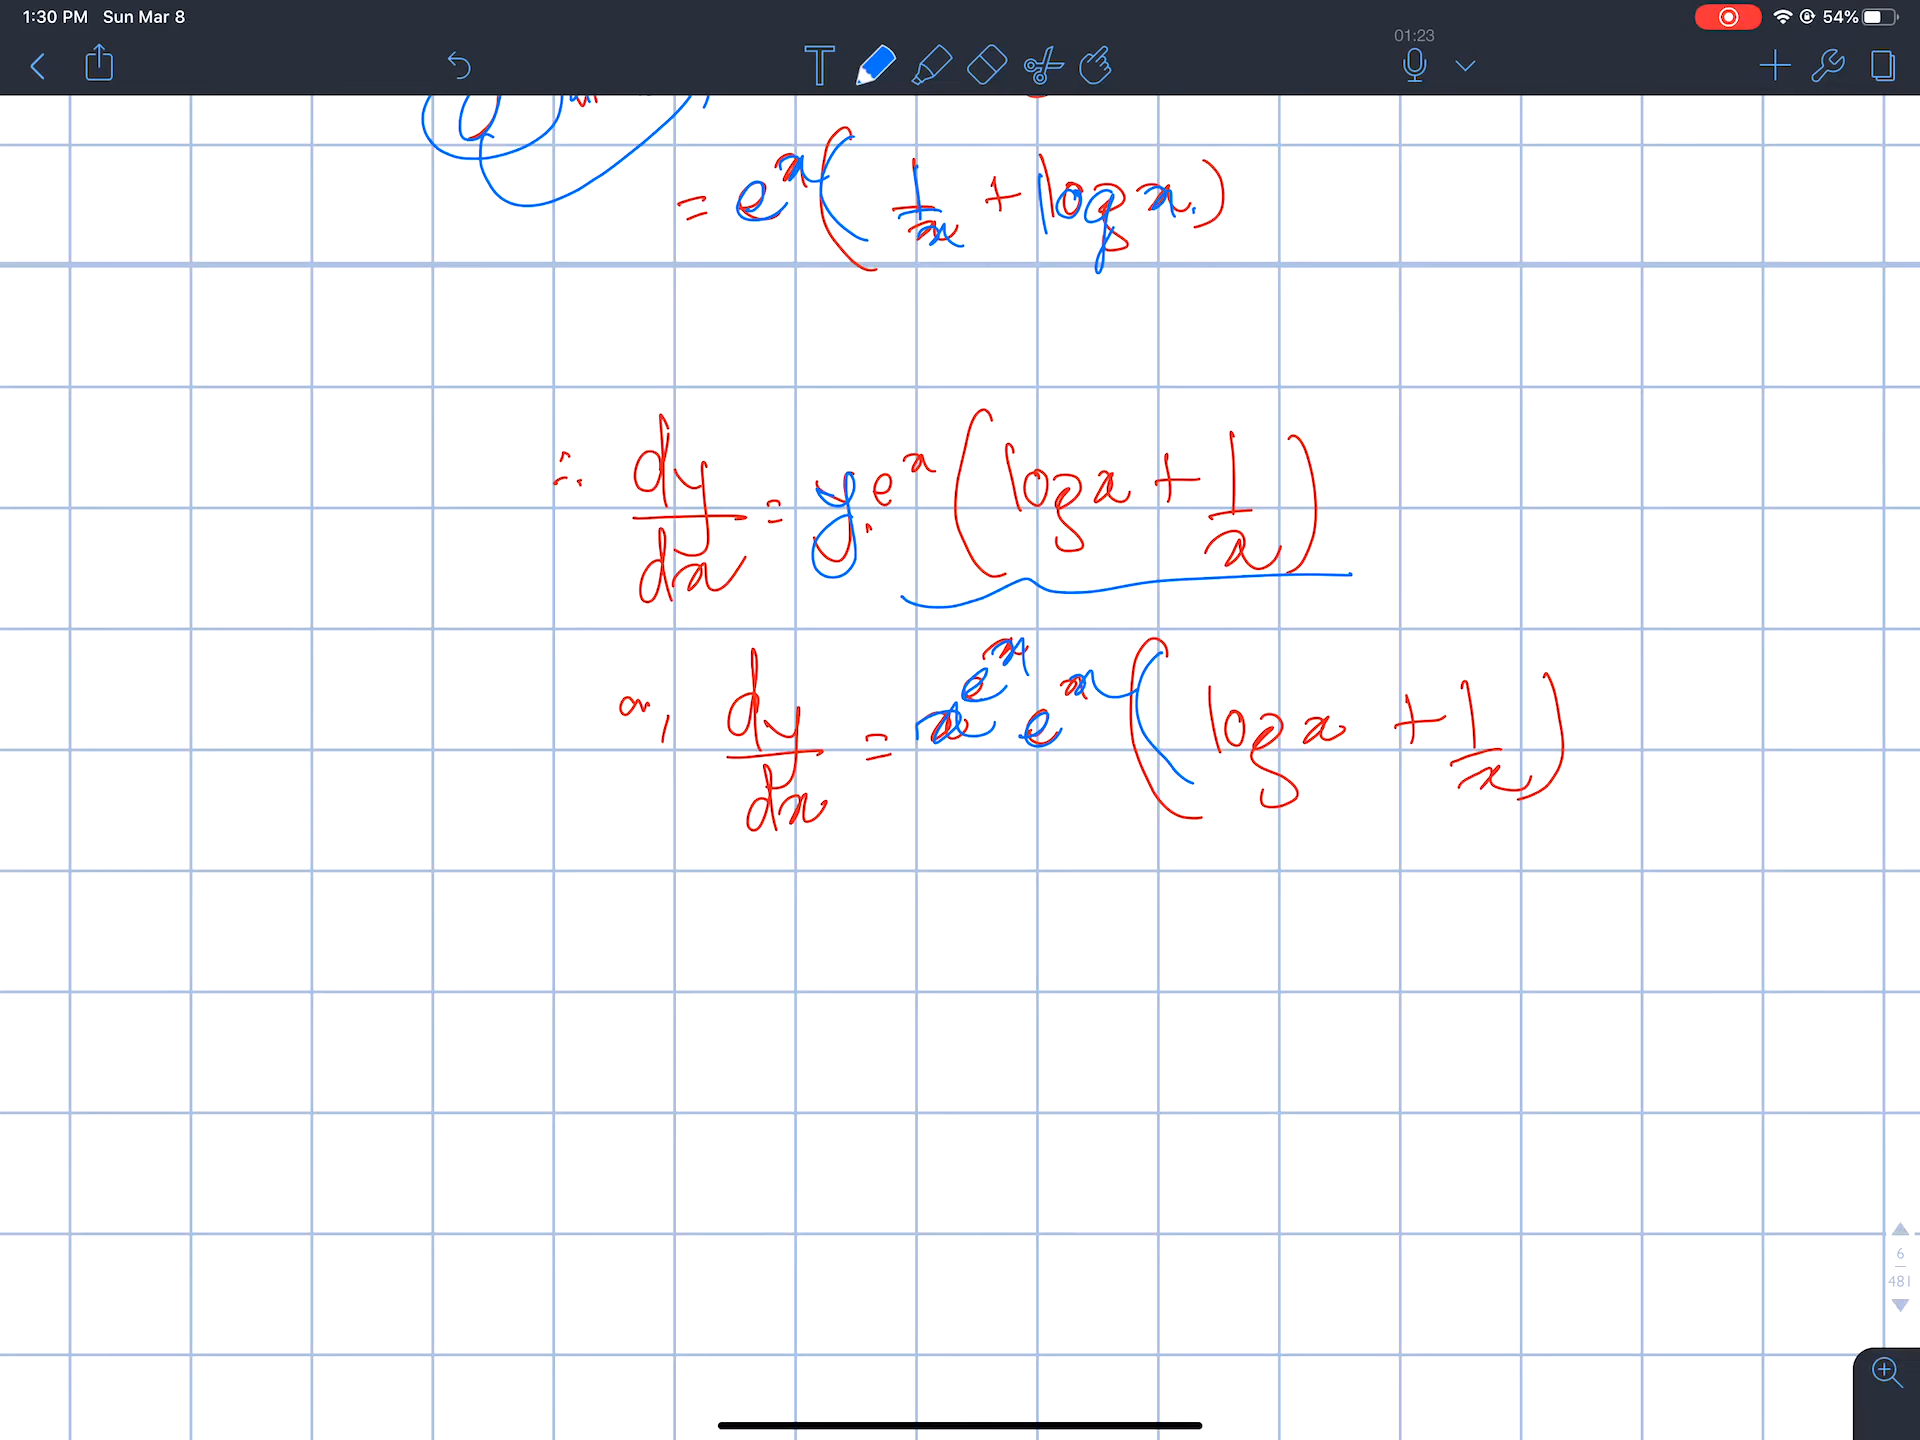 1:30 PM Sun Mar 8
54%
01:23
= e^x ( 1/x + log x. )
∴ dy/dx = y. e^x ( log x + 1/x )
or, dy/dx = x^e^x e^x ( log x + 1/x )
6
481